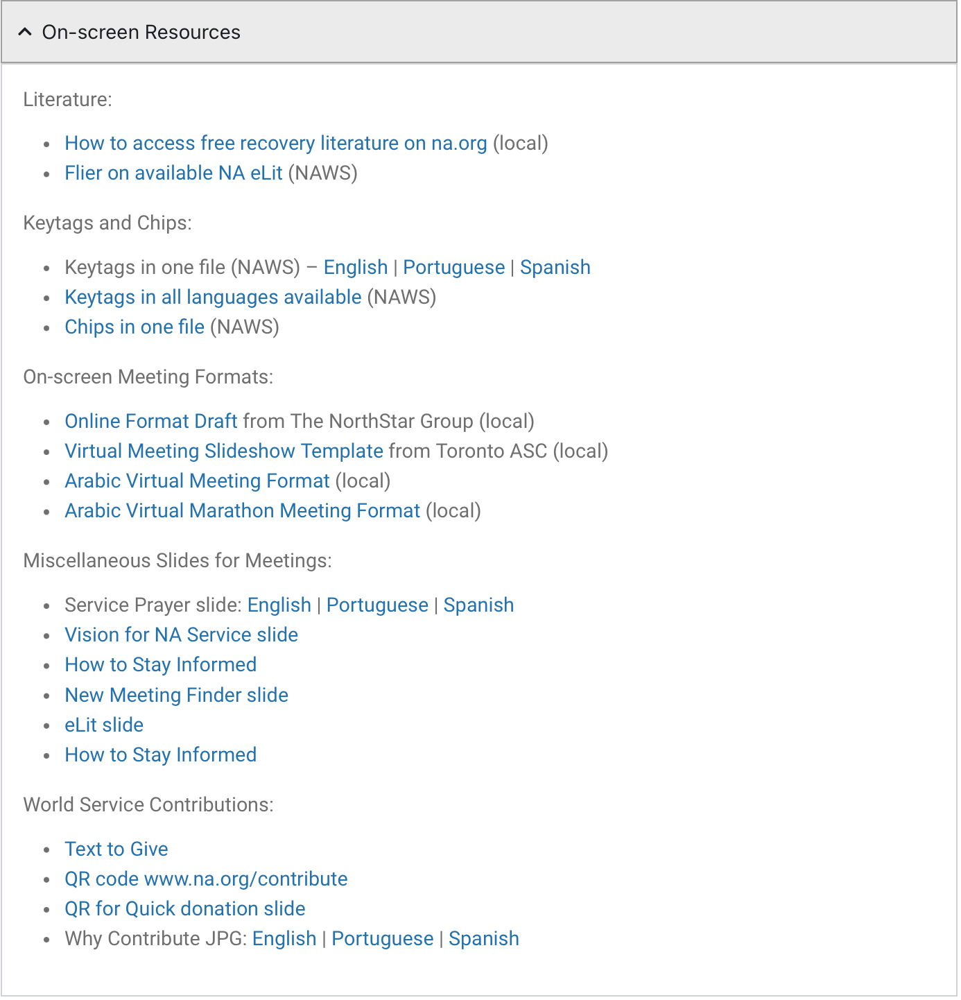 On-screen Resources
Literature:
• How to access free recovery literature on na.org (local)
• Flier on available NA eLit (NAWS)
Keytags and Chips:
• Keytags in one file (NAWS) – English | Portuguese | Spanish
• Keytags in all languages available (NAWS)
• Chips in one file (NAWS)
On-screen Meeting Formats:
• Online Format Draft from The NorthStar Group (local)
• Virtual Meeting Slideshow Template from Toronto ASC (local)
• Arabic Virtual Meeting Format (local)
• Arabic Virtual Marathon Meeting Format (local)
Miscellaneous Slides for Meetings:
• Service Prayer slide: English | Portuguese | Spanish
• Vision for NA Service slide
• How to Stay Informed
• New Meeting Finder slide
• eLit slide
• How to Stay Informed
World Service Contributions:
• Text to Give
• QR code www.na.org/contribute
• QR for Quick donation slide
• Why Contribute JPG: English | Portuguese | Spanish